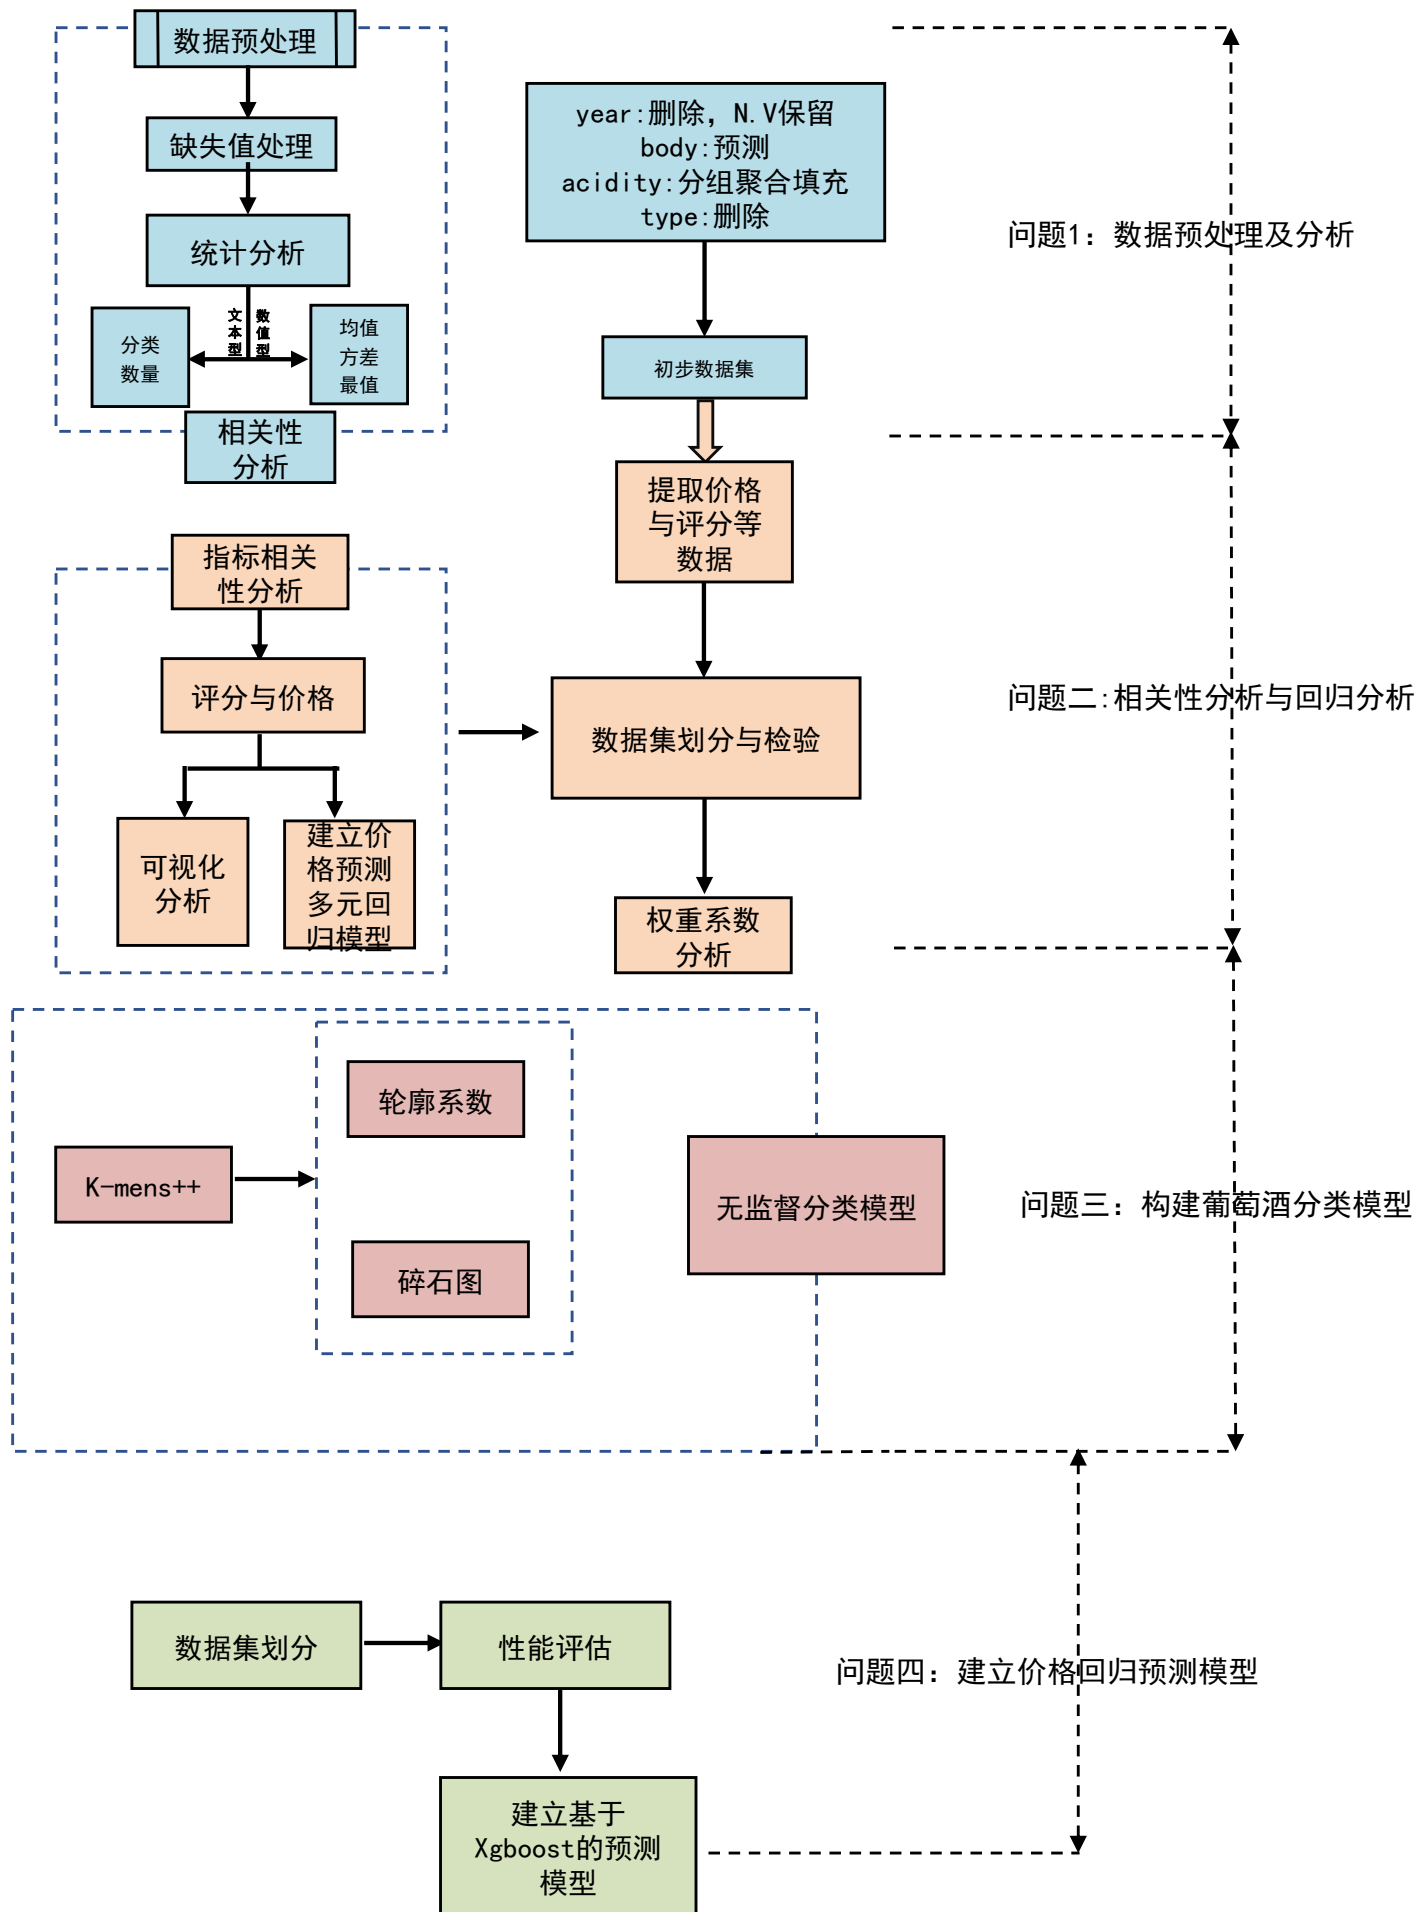 数据预处理
缺失值处理
统计分析
文本型
数值型
分类
数量
均值
方差
最值
相关性
分析
year:删除，N.V保留
body:预测
acidity:分组聚合填充
type:删除
初步数据集
问题1：数据预处理及分析
提取价格
与评分等
数据
指标相关
性分析
评分与价格
可视化
分析
建立价
格预测
多元回
归模型
数据集划分与检验
权重系数
分析
问题二:相关性分析与回归分析
K-mens++
轮廓系数
碎石图
无监督分类模型
问题三：构建葡萄酒分类模型
数据集划分
性能评估
建立基于
Xgboost的预测
模型
问题四：建立价格回归预测模型